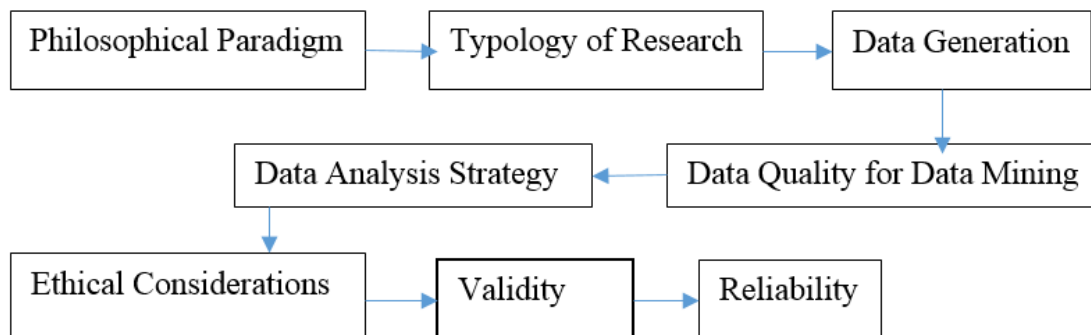 Philosophical Paradigm
Typology of Research
Data Generation
Data Quality for Data Mining
Data Analysis Strategy
Ethical Considerations
Validity
Reliability